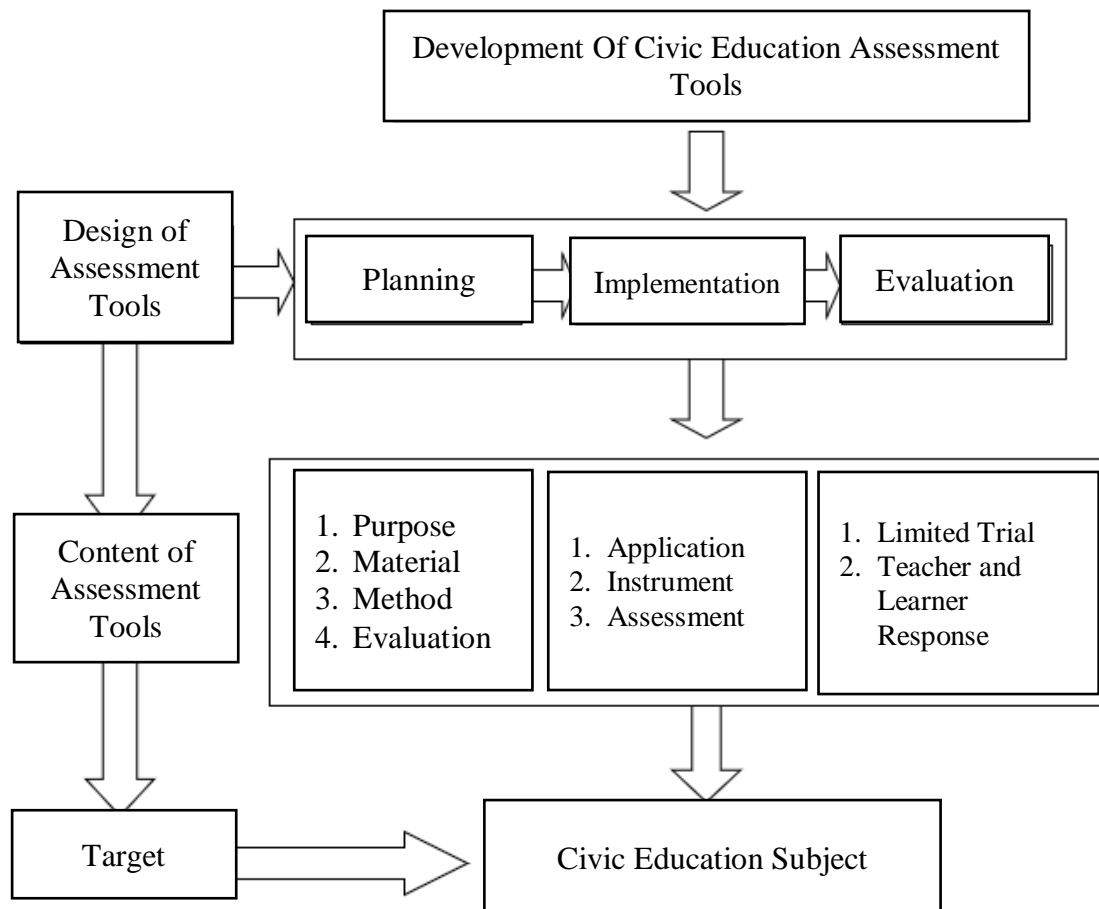 Development Of Civic Education Assessment
Tools
Design of
Assessment
Tools
Planning
Implementation
Evaluation
Content of
Assessment
Tools
1. Purpose
2. Material
3. Method
4. Evaluation
1. Application
2. Instrument
3. Assessment
1. Limited Trial
2. Teacher and
Learner
Response
Target
Civic Education Subject